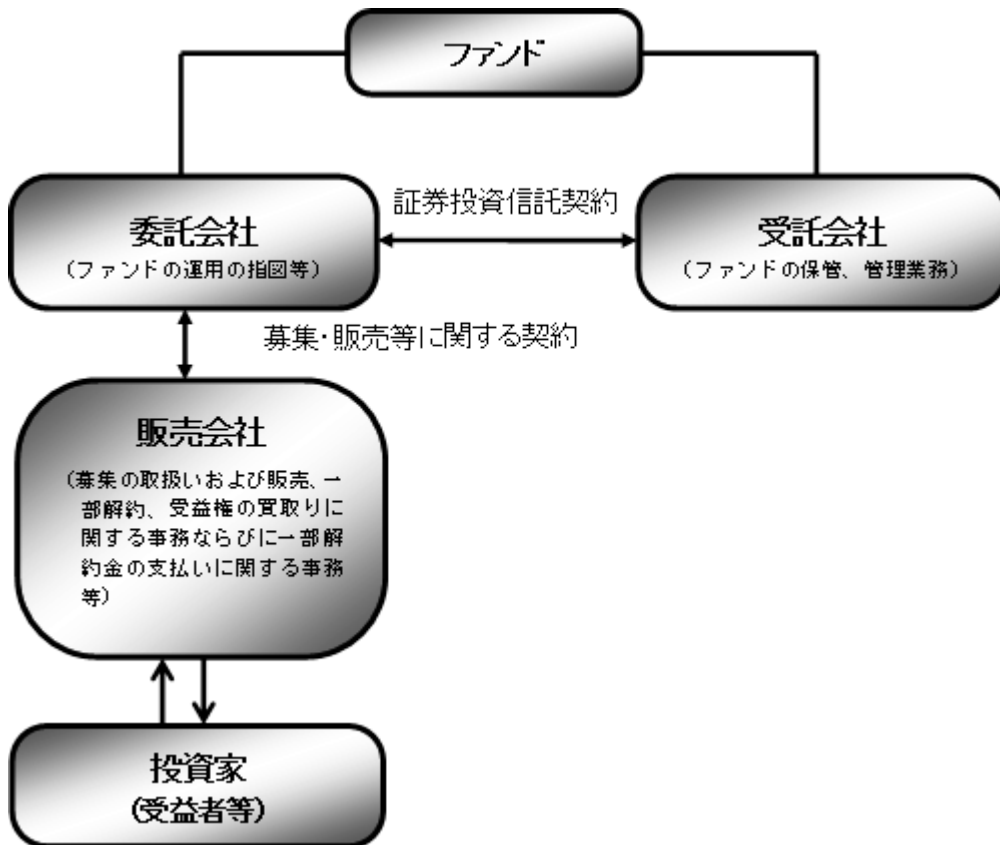 ファンド
委託会社
（ファンドの運用の指図等）
証券投資信託契約
受託会社
（ファンドの保管、管理業務）
募集・販売等に関する契約
販売会社
（募集の取扱いおよび販売、一
部解約、受益権の買取りに
関する事務ならびに一部解
約金の支払いに関する事務
等）
投資家
（受益者等）